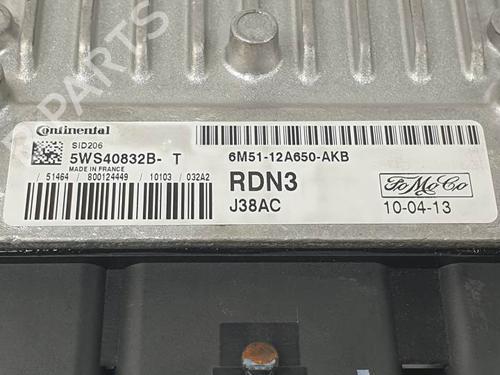 Continental
SID206
5WS40832B- T
MADE IN FRANCE
/ 51464 / 800124449 / 10103 / 032A2
6M51-12A650-AKB
RDN3
J38AC
FoMoCo
10-04-13
B-PARTS